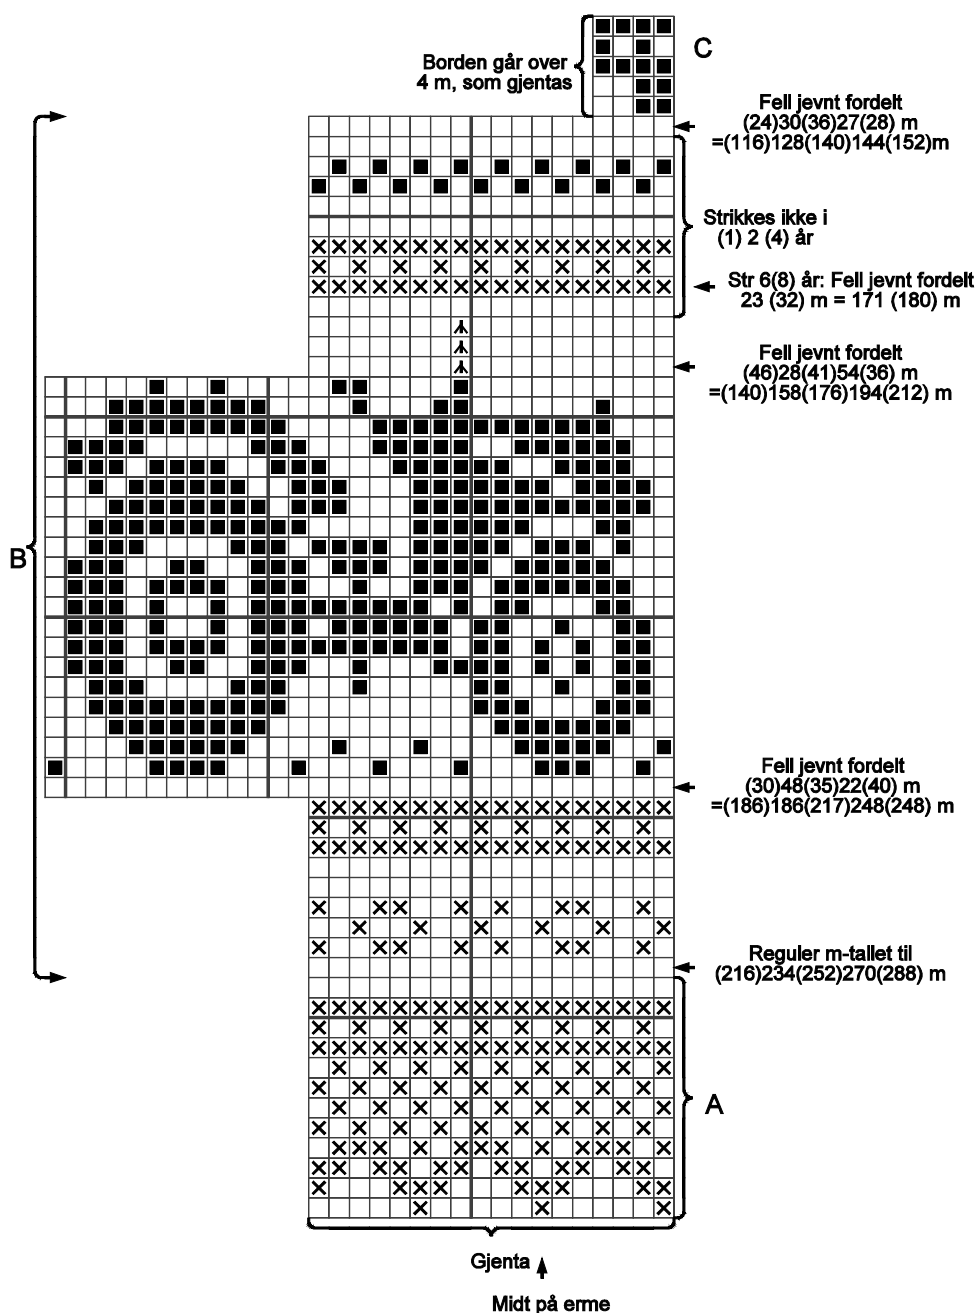 C
Borden går over
4 m, som gjentas
Fell jevnt fordelt
(24)30(36)27(28) m
=(116)128(140)144(152)m
Strikkes ikke i
(1) 2 (4) år
Str 6(8) år: Fell jevnt fordelt
23 (32) m = 171 (180) m
Fell jevnt fordelt
(46)28(41)54(36) m
=(140)158(176)194(212) m
B
Fell jevnt fordelt
(30)48(35)22(40) m
=(186)186(217)248(248) m
Reguler m-tallet til
(216)234(252)270(288) m
A
Gjenta
Midt på erme